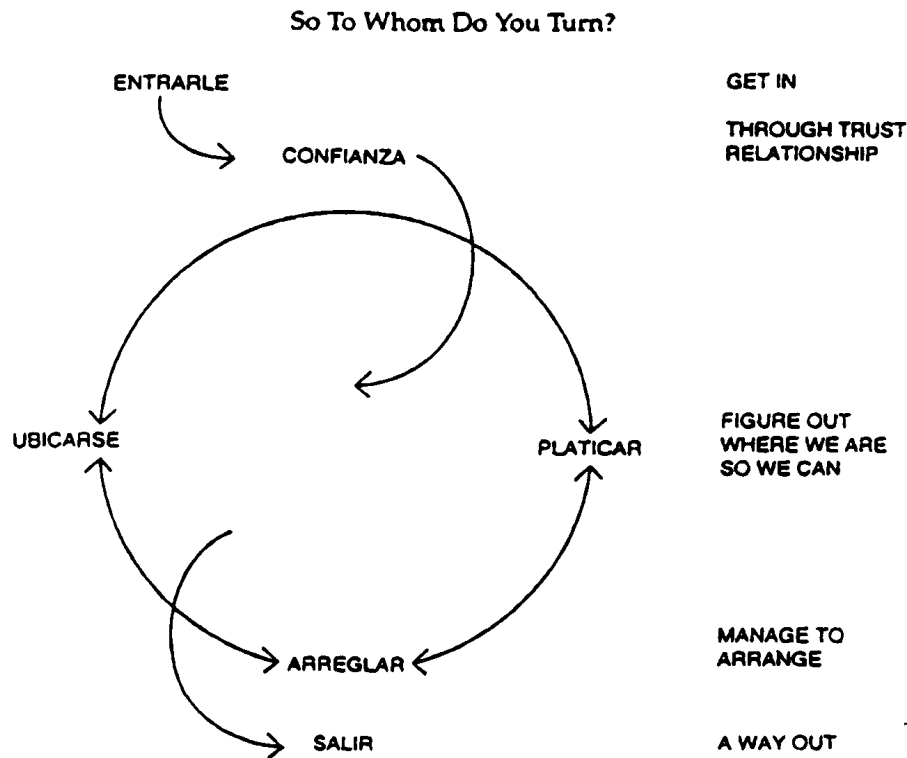 So To Whom Do You Turn?
ENTRARLE
GET IN
CONFIANZA
THROUGH TRUST
RELATIONSHIP
UBICARSE
PLATICAR
FIGURE OUT
WHERE WE ARE
SO WE CAN
ARREGLAR
MANAGE TO
ARRANGE
SALIR
A WAY OUT